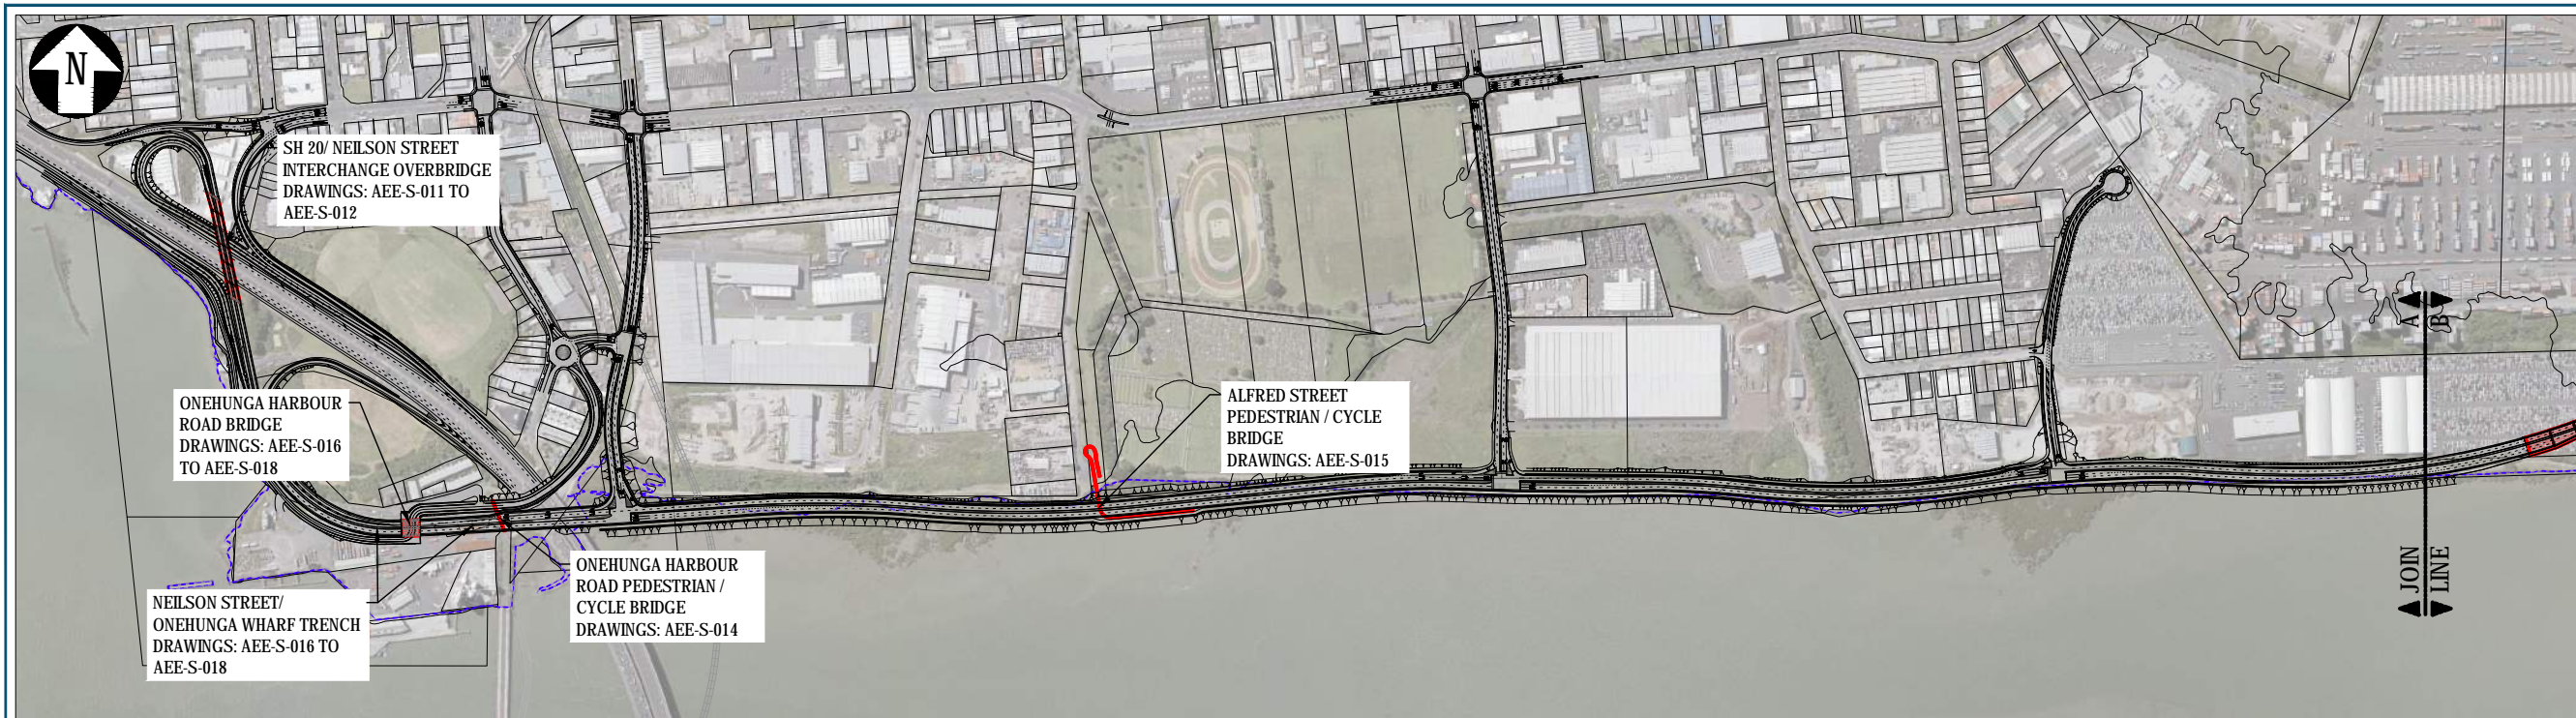 N
SH 20/ NEILSON STREET
INTERCHANGE OVERBRIDGE
DRAWINGS: AEE-S-011 TO
AEE-S-012
ONEHUNGA HARBOUR
ROAD BRIDGE
DRAWINGS: AEE-S-016
TO AEE-S-018
ALFRED STREET
PEDESTRIAN / CYCLE
BRIDGE
DRAWINGS: AEE-S-015
NEILSON STREET/
ONEHUNGA WHARF TRENCH
DRAWINGS: AEE-S-016 TO
AEE-S-018
ONEHUNGA HARBOUR
ROAD PEDESTRIAN /
CYCLE BRIDGE
DRAWINGS: AEE-S-014
A
B
JOIN
LINE